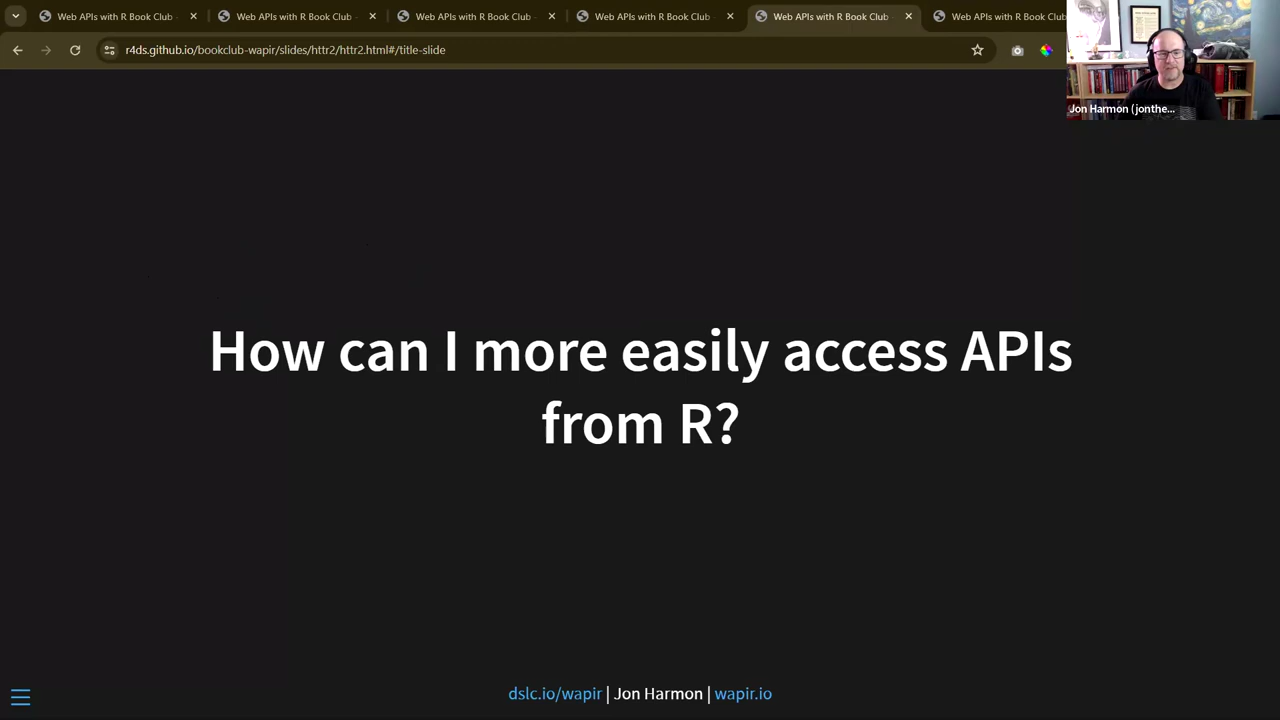 Web APIs with R Book Club
Web APIs with R Book Club
Web APIs with R Book Club
Web APIs with R Book Club
Web APIs with R Book Club
Web APIs with R Book Clu
r4ds.github.io/bookclub-wapir/slides/httr2/httr2.html#/title-slide
Jon Harmon (jonthe...
How can I more easily access APIs
from R?
dslc.io/wapir | Jon Harmon | wapir.io